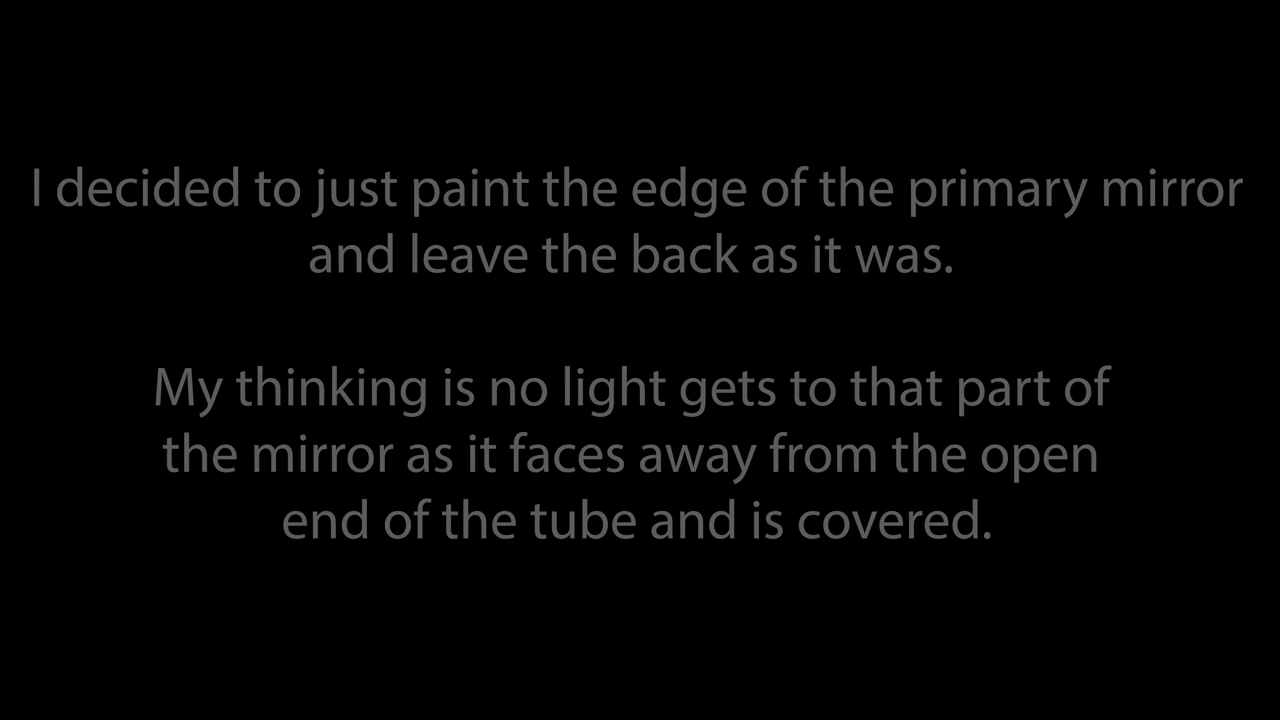 I decided to just paint the edge of the primary mirror
and leave the back as it was.
My thinking is no light gets to that part of
the mirror as it faces away from the open
end of the tube and is covered.